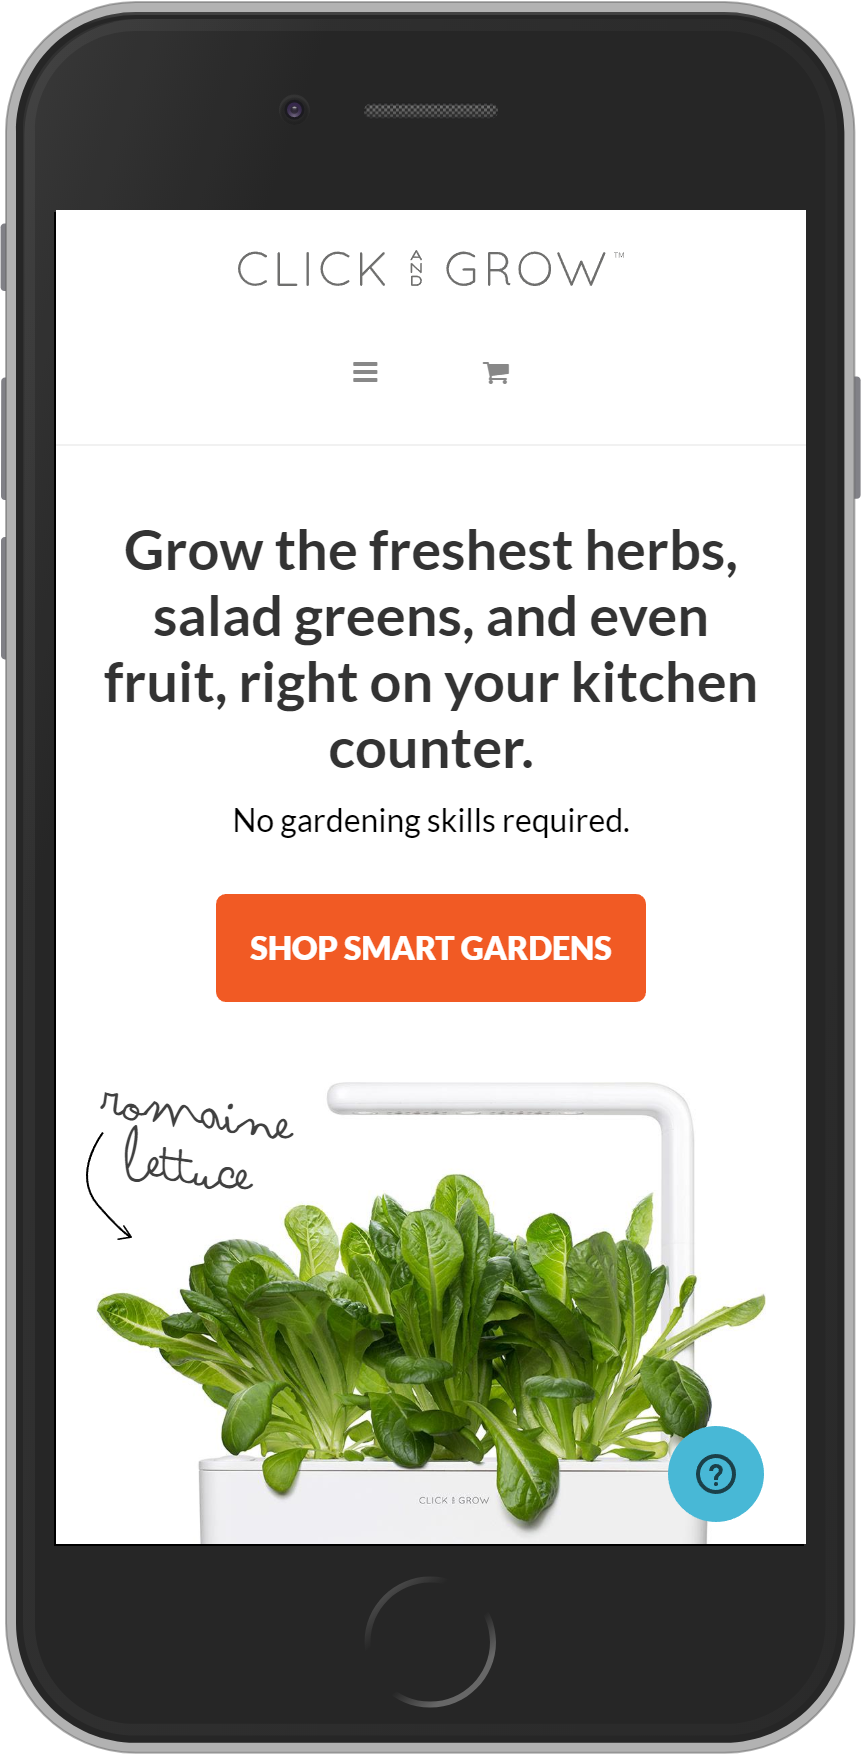 CLICK AND GROW™
Grow the freshest herbs,
salad greens, and even
fruit, right on your kitchen
counter.
No gardening skills required.
SHOP SMART GARDENS
romaine
lettuce
CLICK AND GROW
?